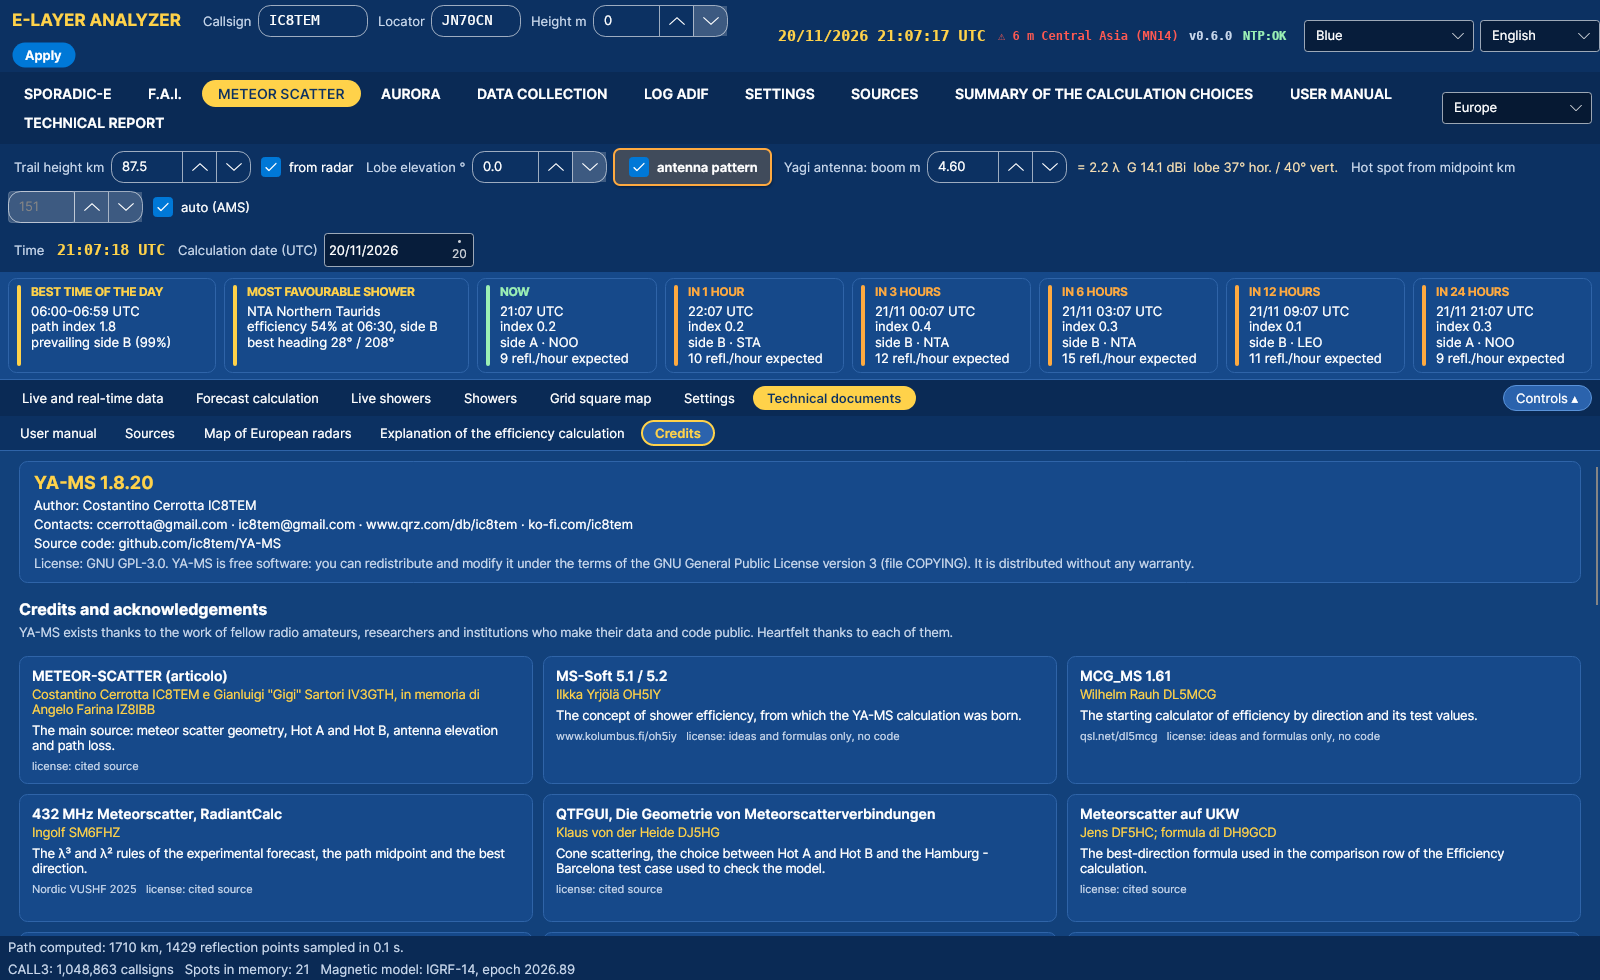 E-LAYER ANALYZER Callsign IC8TEM Locator JN70CN Height m 0
20/11/2026 21:07:17 UTC ⚠ 6 m Central Asia (MN14) v0.6.0 NTP:OK Blue English
Apply
SPORADIC-E F.A.I. METEOR SCATTER AURORA DATA COLLECTION LOG ADIF SETTINGS SOURCES SUMMARY OF THE CALCULATION CHOICES USER MANUAL
TECHNICAL REPORT
Europe
Trail height km 87.5 from radar Lobe elevation ° 0.0 antenna pattern Yagi antenna: boom m 4.60 = 2.2 λ G 14.1 dBi lobe 37° hor. / 40° vert. Hot spot from midpoint km
151 auto (AMS)
Time 21:07:18 UTC Calculation date (UTC) 20/11/2026 20
BEST TIME OF THE DAY
06:00-06:59 UTC
path index 1.8
prevailing side B (99%)
MOST FAVOURABLE SHOWER
NTA Northern Taurids
efficiency 54% at 06:30, side B
best heading 28° / 208°
NOW
21:07 UTC
index 0.2
side A · NOO
9 refl./hour expected
IN 1 HOUR
22:07 UTC
index 0.2
side B · STA
10 refl./hour expected
IN 3 HOURS
21/11 00:07 UTC
index 0.4
side B · NTA
12 refl./hour expected
IN 6 HOURS
21/11 03:07 UTC
index 0.3
side B · NTA
15 refl./hour expected
IN 12 HOURS
21/11 09:07 UTC
index 0.1
side B · LEO
11 refl./hour expected
IN 24 HOURS
21/11 21:07 UTC
index 0.3
side A · NOO
9 refl./hour expected
Live and real-time data Forecast calculation Live showers Showers Grid square map Settings Technical documents Controls ▴
User manual Sources Map of European radars Explanation of the efficiency calculation Credits
YA-MS 1.8.20
Author: Costantino Cerrotta IC8TEM
Contacts: ccerrotta@gmail.com · ic8tem@gmail.com · www.qrz.com/db/ic8tem · ko-fi.com/ic8tem
Source code: github.com/ic8tem/YA-MS
License: GNU GPL-3.0. YA-MS is free software: you can redistribute and modify it under the terms of the GNU General Public License version 3 (file COPYING). It is distributed without any warranty.
Credits and acknowledgements
YA-MS exists thanks to the work of fellow radio amateurs, researchers and institutions who make their data and code public. Heartfelt thanks to each of them.
METEOR-SCATTER (articolo)
Costantino Cerrotta IC8TEM e Gianluigi "Gigi" Sartori IV3GTH, in memoria di
Angelo Farina IZ8IBB
The main source: meteor scatter geometry, Hot A and Hot B, antenna elevation
and path loss.
license: cited source
MS-Soft 5.1 / 5.2
Ilkka Yrjölä OH5IY
The concept of shower efficiency, from which the YA-MS calculation was born.
www.kolumbus.fi/oh5iy license: ideas and formulas only, no code
MCG_MS 1.61
Wilhelm Rauh DL5MCG
The starting calculator of efficiency by direction and its test values.
qsl.net/dl5mcg license: ideas and formulas only, no code
432 MHz Meteorscatter, RadiantCalc
Ingolf SM6FHZ
The λ³ and λ² rules of the experimental forecast, the path midpoint and the best
direction.
Nordic VUSHF 2025 license: cited source
QTFGUI, Die Geometrie von Meteorscatterverbindungen
Klaus von der Heide DJ5HG
Cone scattering, the choice between Hot A and Hot B and the Hamburg -
Barcelona test case used to check the model.
license: cited source
Meteorscatter auf UKW
Jens DF5HC; formula di DH9GCD
The best-direction formula used in the comparison row of the Efficiency
calculation.
license: cited source
Path computed: 1710 km, 1429 reflection points sampled in 0.1 s.
CALL3: 1,048,863 callsigns Spots in memory: 21 Magnetic model: IGRF-14, epoch 2026.89